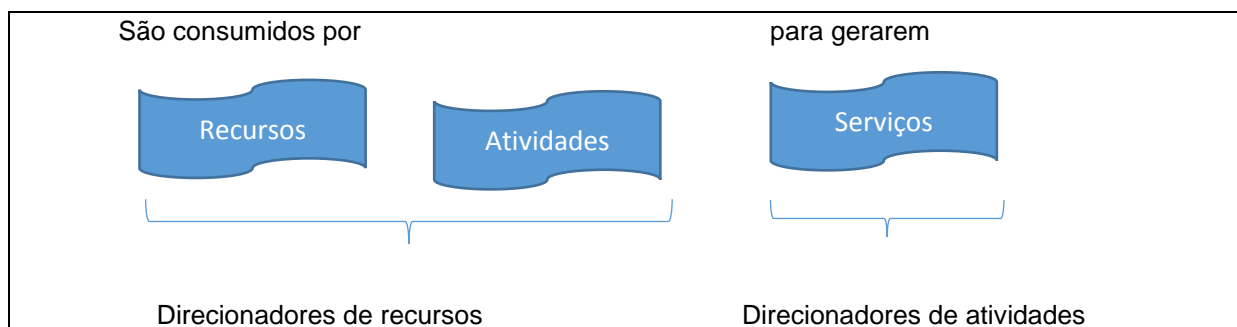 São consumidos por para gerarem
Recursos Atividades Serviços
Direcionadores de recursos Direcionadores de atividades